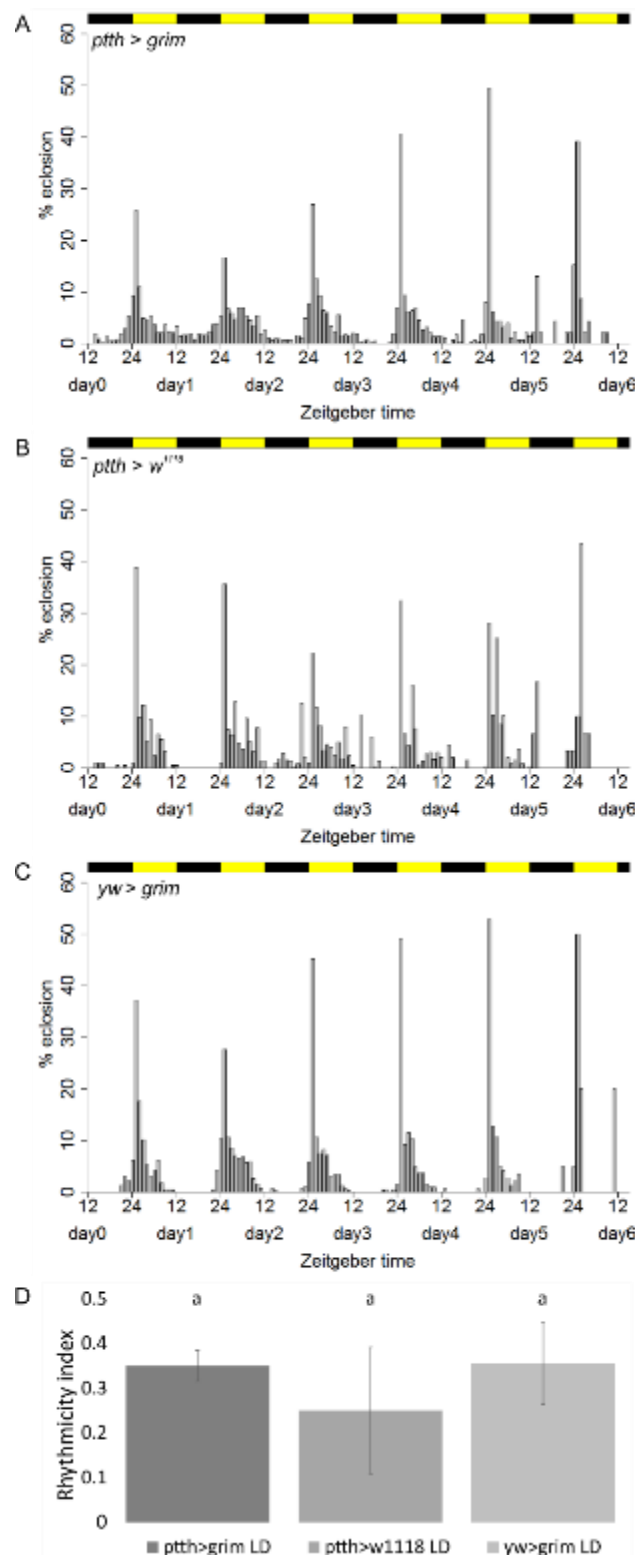 A
ptth > grim
60
50
40
30
20
10
0
% eclosion
12 24 12 24 12 24 12 24 12 24 12 24 12
day0 day1 day2 day3 day4 day5 day6
Zeitgeber time
B
ptth > w1118
60
50
40
30
20
10
0
% eclosion
12 24 12 24 12 24 12 24 12 24 12 24 12
day0 day1 day2 day3 day4 day5 day6
Zeitgeber time
C
yw > grim
60
50
40
30
20
10
0
% eclosion
12 24 12 24 12 24 12 24 12 24 12 24 12
day0 day1 day2 day3 day4 day5 day6
Zeitgeber time
D
a a a
0.5
0.4
0.3
0.2
0.1
0
Rhythmicity index
ptth>grim LD ptth>w1118 LD yw>grim LD